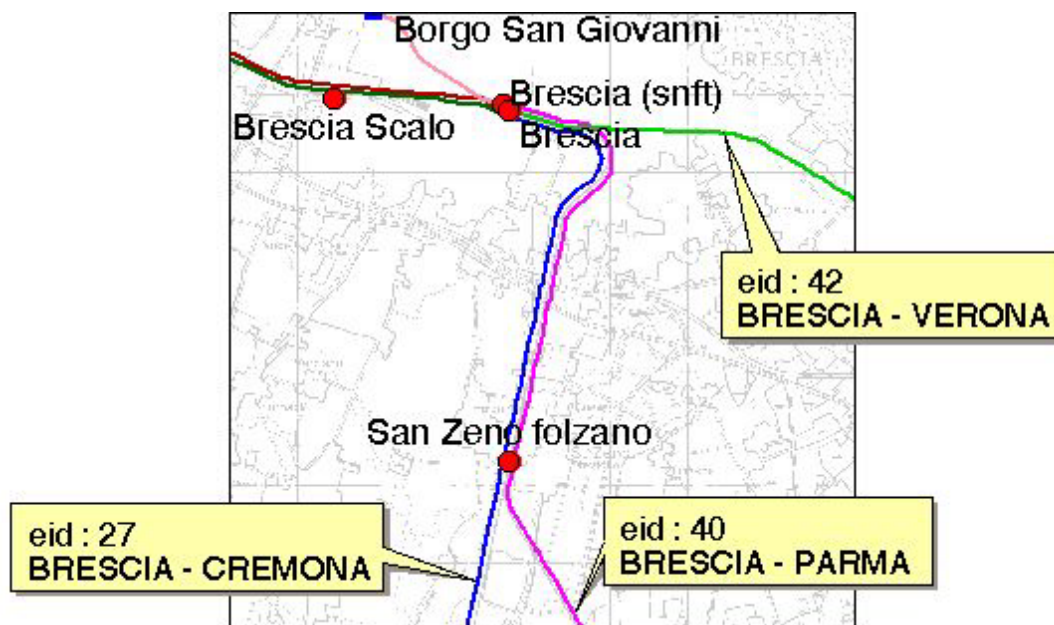 Borgo San Giovanni
BRESCIA
Brescia (snft)
Brescia Scalo
Brescia
eid : 42
BRESCIA - VERONA
San Zeno folzano
eid : 27
BRESCIA - CREMONA
eid : 40
BRESCIA - PARMA